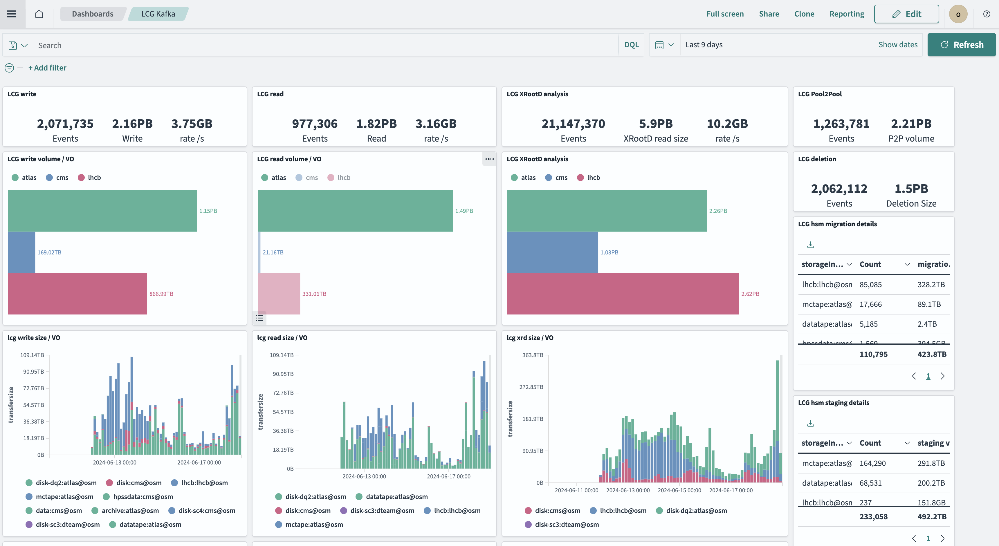 Dashboards LCG Kafka Full screen Share Clone Reporting Edit o
Search DQL Last 9 days Show dates Refresh
+ Add filter
LCG write
2,071,735 2.16PB 3.75GB
Events Write rate /s
LCG read
977,306 1.82PB 3.16GB
Events Read rate /s
LCG XRootD analysis
21,147,370 5.9PB 10.2GB
Events XRootD read size rate /s
LCG Pool2Pool
1,263,781 2.21PB
Events P2P volume
LCG write volume / VO
atlas cms lhcb
1.15PB
169.02TB
866.99TB
LCG read volume / VO
atlas cms lhcb
1.49PB
21.16TB
331.06TB
LCG XRootD analysis
atlas cms lhcb
2.26PB
1.03PB
2.62PB
LCG deletion
2,062,112 1.5PB
Events Deletion Size
LCG hsm migration details
storageIn... Count migratio.
lhcb:lhcb@osn 85,085 328.2TB
mctape:atlas@ 17,666 89.1TB
datatape:atlas( 5,185 2.4TB
hpssdata:cms@ 1,569 394.5GB
110,795 423.8TB
1
lcg write size / VO
109.14TB
90.95TB
72.76TB
54.57TB
36.38TB
18.19TB
0B
transfersize
2024-06-13 00:00 2024-06-17 00:00
disk-dq2:atlas@osm disk:cms@osm lhcb:lhcb@osm
mctape:atlas@osm hpssdata:cms@osm
data:cms@osm archive:atlas@osm disk-sc4:cms@osm
disk-sc3:dteam@osm datatape:atlas@osm
lcg read size / VO
109.14TB
90.95TB
72.76TB
54.57TB
36.38TB
18.19TB
0B
transfersize
2024-06-13 00:00 2024-06-17 00:00
disk-dq2:atlas@osm datatape:atlas@osm
disk:cms@osm disk-sc3:dteam@osm lhcb:lhcb@osm
mctape:atlas@osm
lcg xrd size / VO
363.8TB
272.85TB
181.9TB
90.95TB
0B
transfersize
2024-06-11 00:00 2024-06-13 00:00 2024-06-15 00:00 2024-06-17 00:00
disk:cms@osm lhcb:lhcb@osm disk-dq2:atlas@osm
disk-sc3:dteam@osm
LCG hsm staging details
storageIn... Count staging v
mctape:atlas@ 164,290 291.8TB
datatape:atlas( 68,531 200.2TB
lhcb:lhcb@osn 237 151.8GB
233,058 492.2TB
1